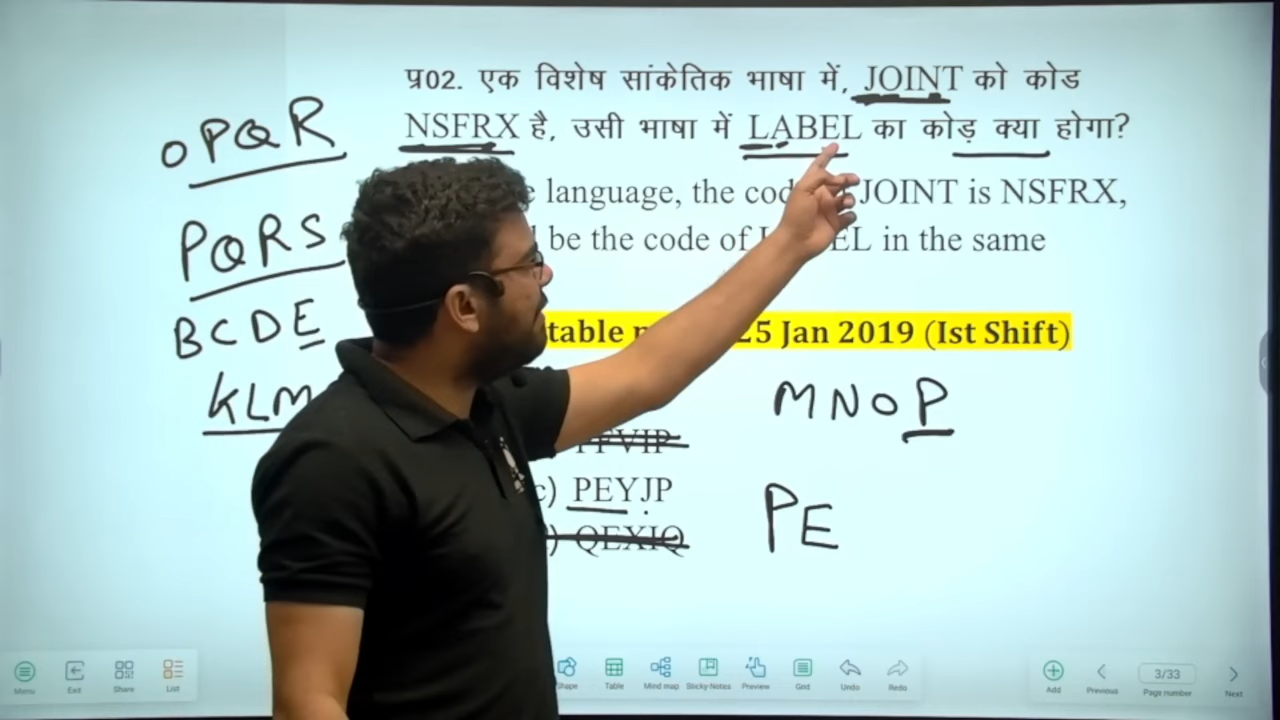 प्र02. एक विशेष सांकेतिक भाषा में, JOINT को कोड
NSFRX है, उसी भाषा में LABEL का कोड़ क्या होगा?
language, the JOINT is NSFRX,
be the code of in the same
table 25 Jan 2019 (Ist Shift)
c) PEYJP
) QEXIQ
OPQR
PQRS
BCDE
KLM
MNOP
PE
Menu
Exit
Share
List
Shape
Table
Mind map
Sticky Notes
Preview
Grid
Undo
Redo
Add
Previous
3/33
Page number
Next